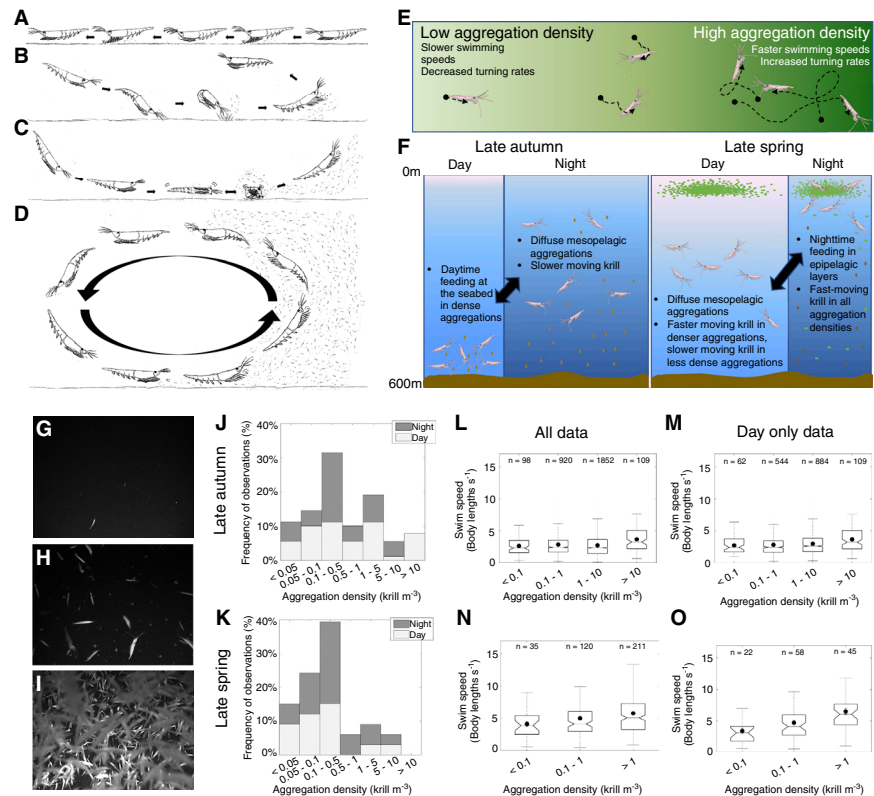 A
B
C
D
E
Low aggregation density
Slower swimming
speeds
Decreased turning rates
High aggregation density
Faster swimming speeds
Increased turning rates
F
Late autumn
Day
Night
Late spring
Day
Night
0m
600m
• Daytime
feeding at
the seabed
in dense
aggregations
• Diffuse mesopelagic
aggregations
• Slower moving krill
• Diffuse mesopelagic
aggregations
• Faster moving krill in
denser aggregations,
slower moving krill in
less dense aggregations
• Nighttime
feeding in
epipelagic
layers
• Fast-moving
krill in all
aggregation
densities
G
H
I
Late autumn
Late spring
J
Frequency of observations (%)
40%
30%
20%
10%
0%
Night
Day
< 0.05
0.05 - 0.1
0.1 - 0.5
0.5 - 1
1 - 5
5 - 10
> 10
Aggregation density (krill m-3)
K
Frequency of observations (%)
40%
30%
20%
10%
0%
Night
Day
< 0.05
0.05 - 0.1
0.1 - 0.5
0.5 - 1
1 - 5
5 - 10
> 10
Aggregation density (krill m-3)
L
All data
Swim speed
(Body lengths s-1)
15
10
5
0
n = 98
n = 920
n = 1852
n = 109
< 0.1
0.1 - 1
1 - 10
> 10
Aggregation density (krill m-3)
M
Day only data
Swim speed
(Body lengths s-1)
15
10
5
0
n = 62
n = 544
n = 884
n = 109
< 0.1
0.1 - 1
1 - 10
> 10
Aggregation density (krill m-3)
N
Swim speed
(Body lengths s-1)
15
10
5
0
n = 35
n = 120
n = 211
< 0.1
0.1 - 1
> 1
Aggregation density (krill m-3)
O
Swim speed
(Body lengths s-1)
15
10
5
0
n = 22
n = 58
n = 45
< 0.1
0.1 - 1
> 1
Aggregation density (krill m-3)